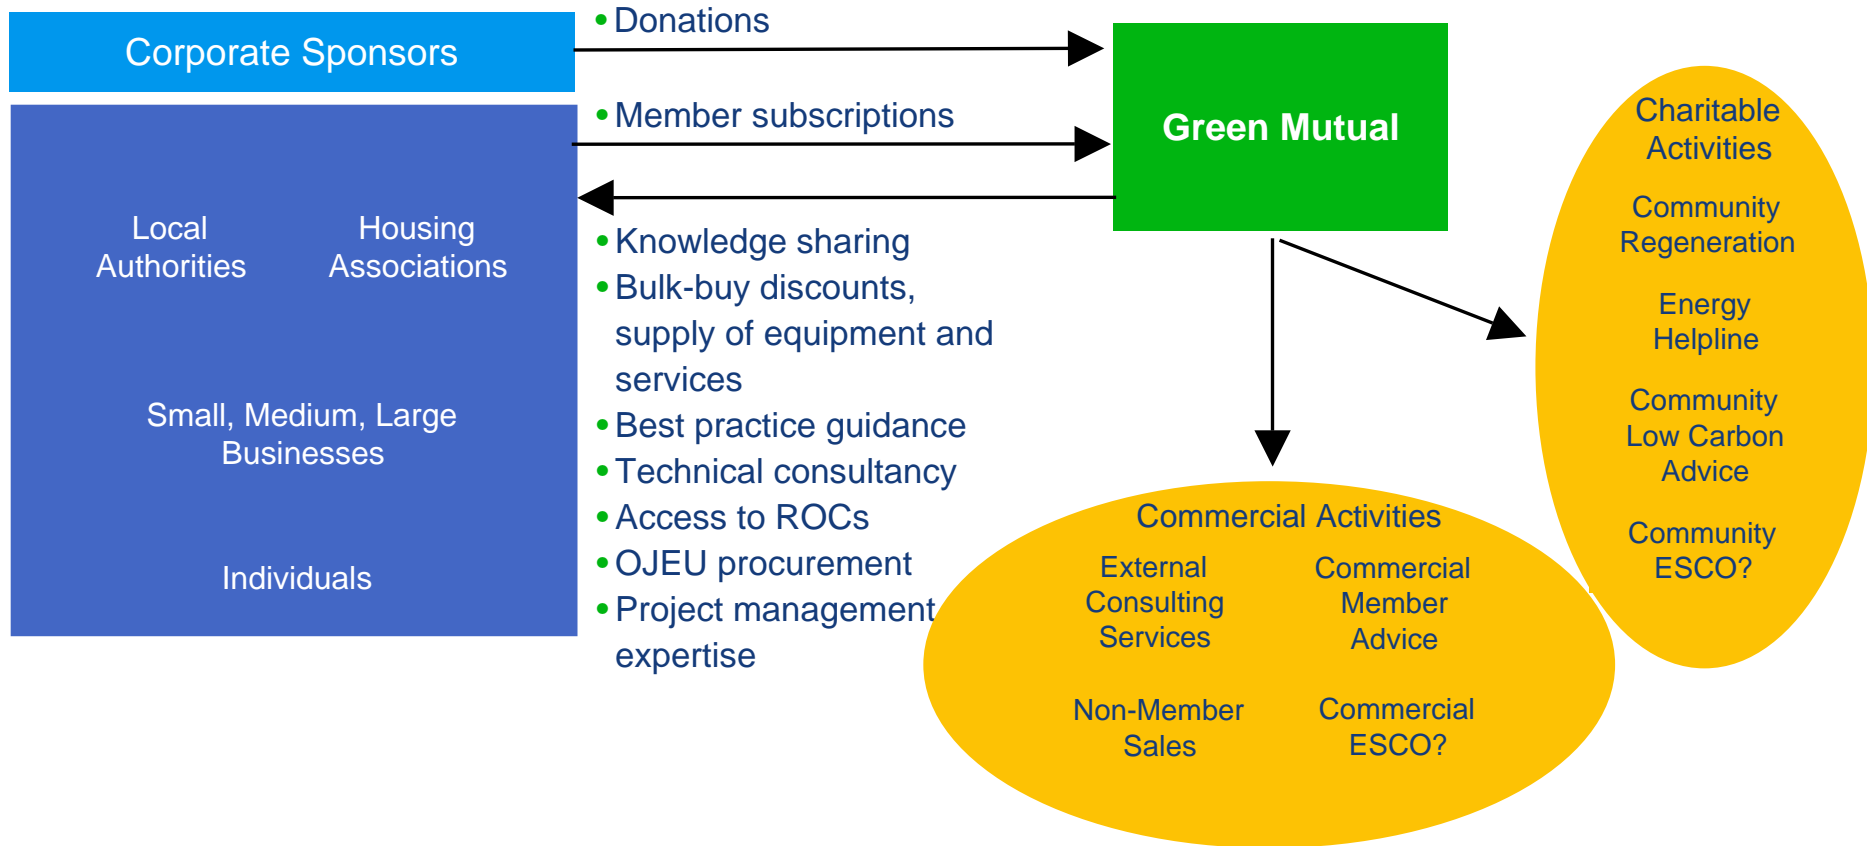 Corporate Sponsors
• Donations
• Member subscriptions
Green Mutual
Local
Authorities
Housing
Associations
Small, Medium, Large
Businesses
Individuals
• Knowledge sharing
• Bulk-buy discounts,
supply of equipment and
services
• Best practice guidance
• Technical consultancy
• Access to ROCs
• OJEU procurement
• Project management
expertise
Commercial Activities
External
Consulting
Services
Commercial
Member
Advice
Non-Member
Sales
Commercial
ESCO?
Charitable
Activities
Community
Regeneration
Energy
Helpline
Community
Low Carbon
Advice
Community
ESCO?